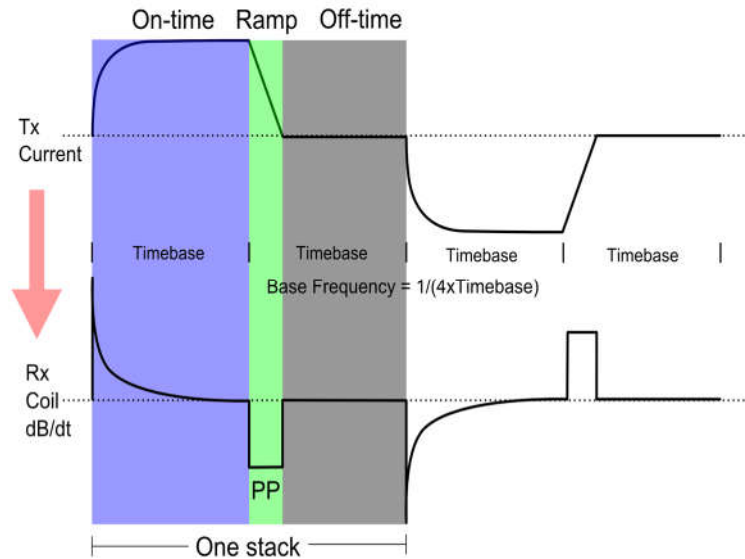 On-time Ramp Off-time
Tx
Current
Timebase Timebase Timebase Timebase
Base Frequency = 1/(4xTimebase)
Rx
Coil
dB/dt
PP
One stack